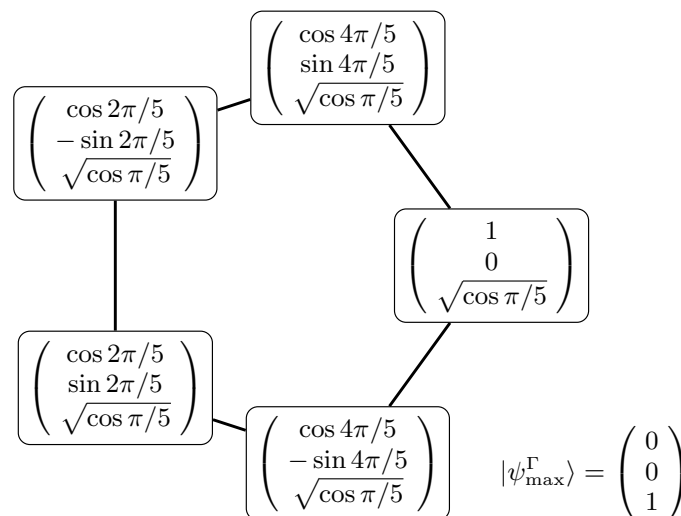 cos 4π/5
sin 4π/5
√cos π/5
cos 2π/5
− sin 2π/5
√cos π/5
1
0
√cos π/5
cos 2π/5
sin 2π/5
√cos π/5
cos 4π/5
− sin 4π/5
√cos π/5
0
|ψ^Γ_max⟩ = 0
1